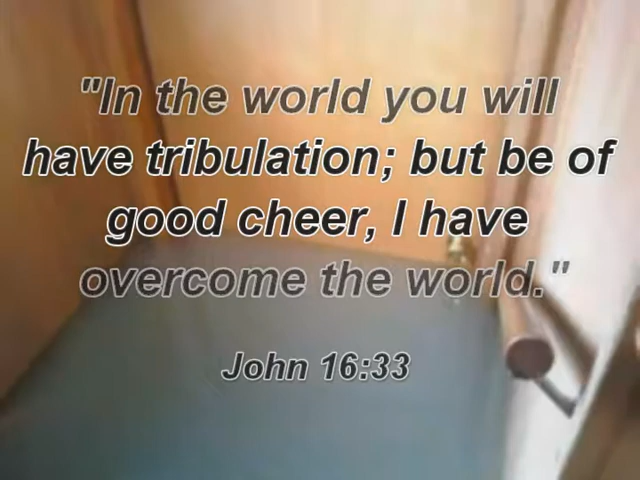 "In the world you will
have tribulation; but be of
good cheer, I have
overcome the world."
John 16:33